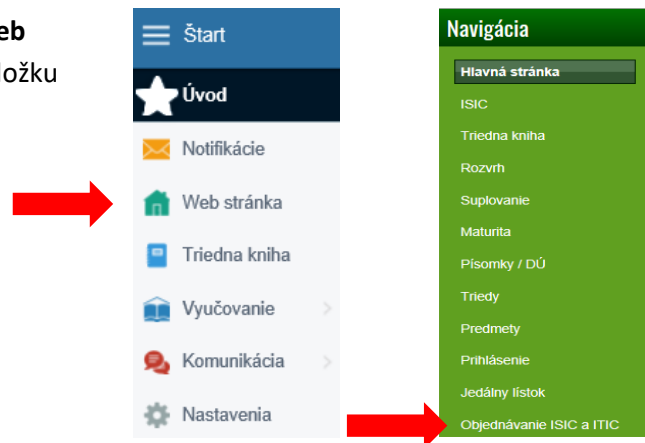 eb
ložku
Štart
Úvod
Notifikácie
Web stránka
Triedna kniha
Vyučovanie
Komunikácia
Nastavenia
Navigácia
Hlavná stránka
ISIC
Triedna kniha
Rozvrh
Suplovanie
Maturita
Písomky / DÚ
Triedy
Predmety
Prihlásenie
Jedálny lístok
Objednávanie ISIC a ITIC